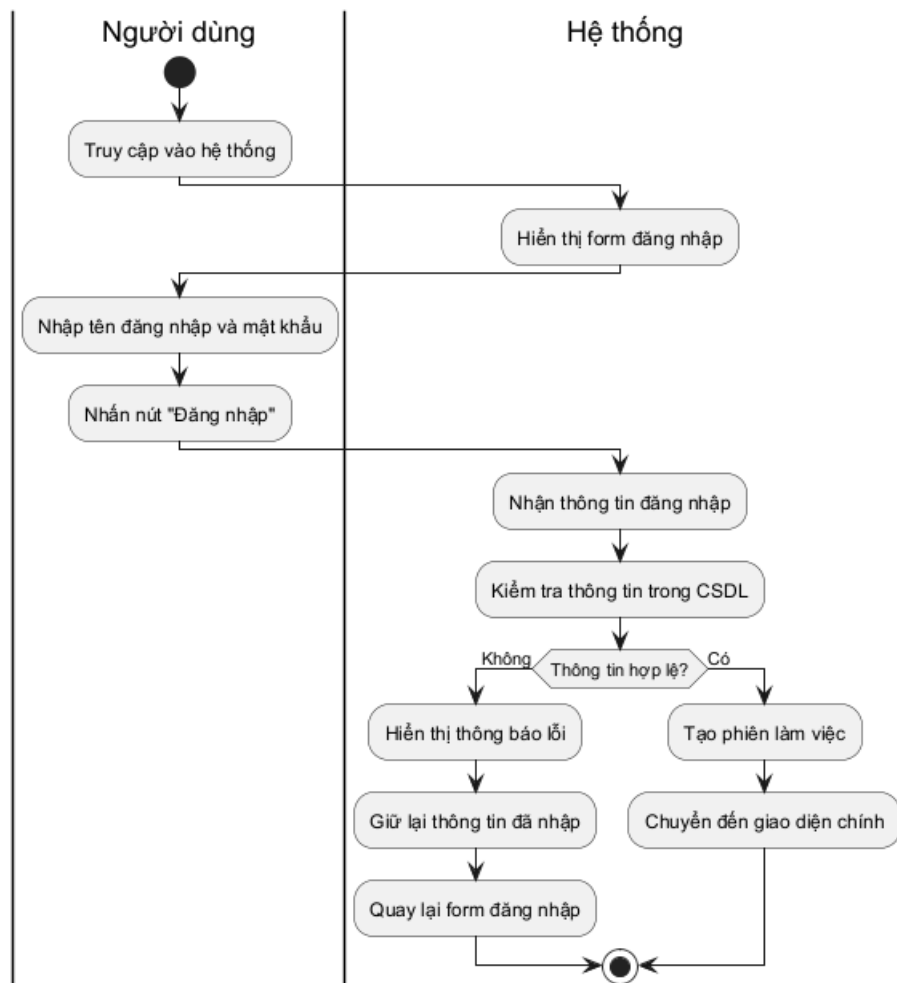 Người dùng
Hệ thống
Truy cập vào hệ thống
Hiển thị form đăng nhập
Nhập tên đăng nhập và mật khẩu
Nhấn nút "Đăng nhập"
Nhận thông tin đăng nhập
Kiểm tra thông tin trong CSDL
Không
Thông tin hợp lệ?
Có
Hiển thị thông báo lỗi
Tạo phiên làm việc
Giữ lại thông tin đã nhập
Chuyển đến giao diện chính
Quay lại form đăng nhập